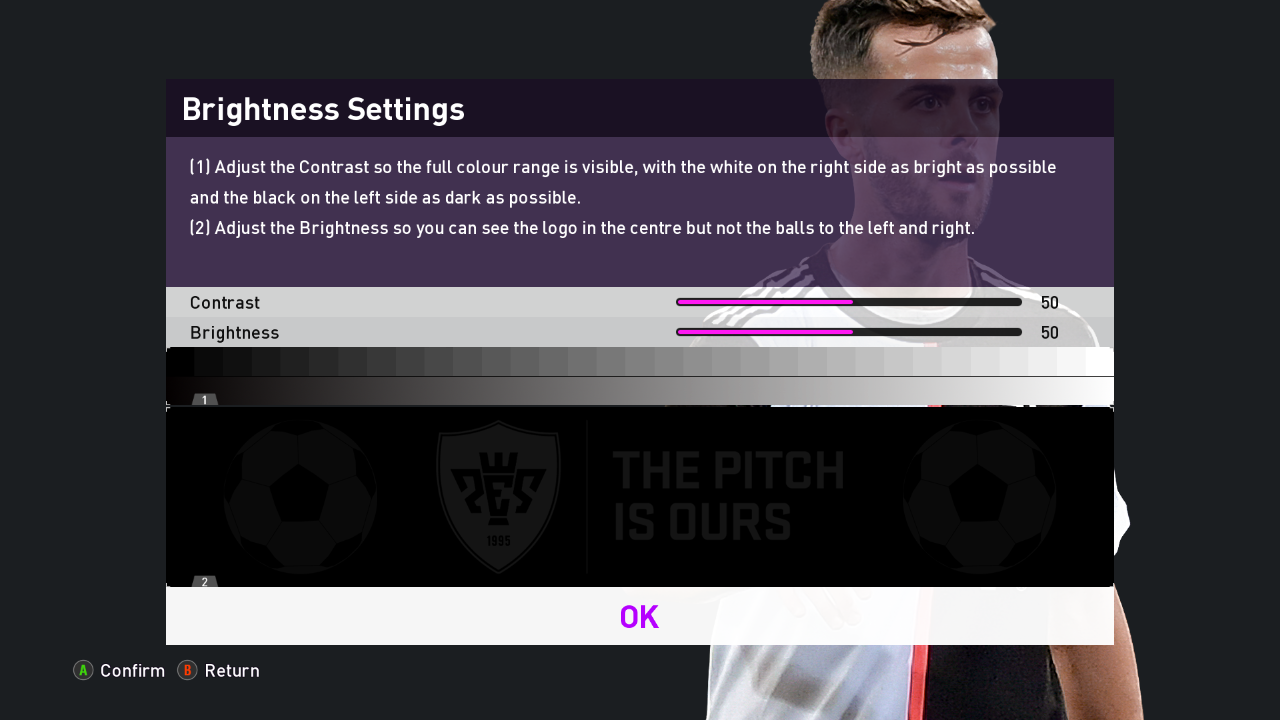 Brightness Settings
(1) Adjust the Contrast so the full colour range is visible, with the white on the right side as bright as possible
and the black on the left side as dark as possible.
(2) Adjust the Brightness so you can see the logo in the centre but not the balls to the left and right.
Contrast 50
Brightness 50
1
PES
1995
THE PITCH
IS OURS
2
OK
A Confirm B Return